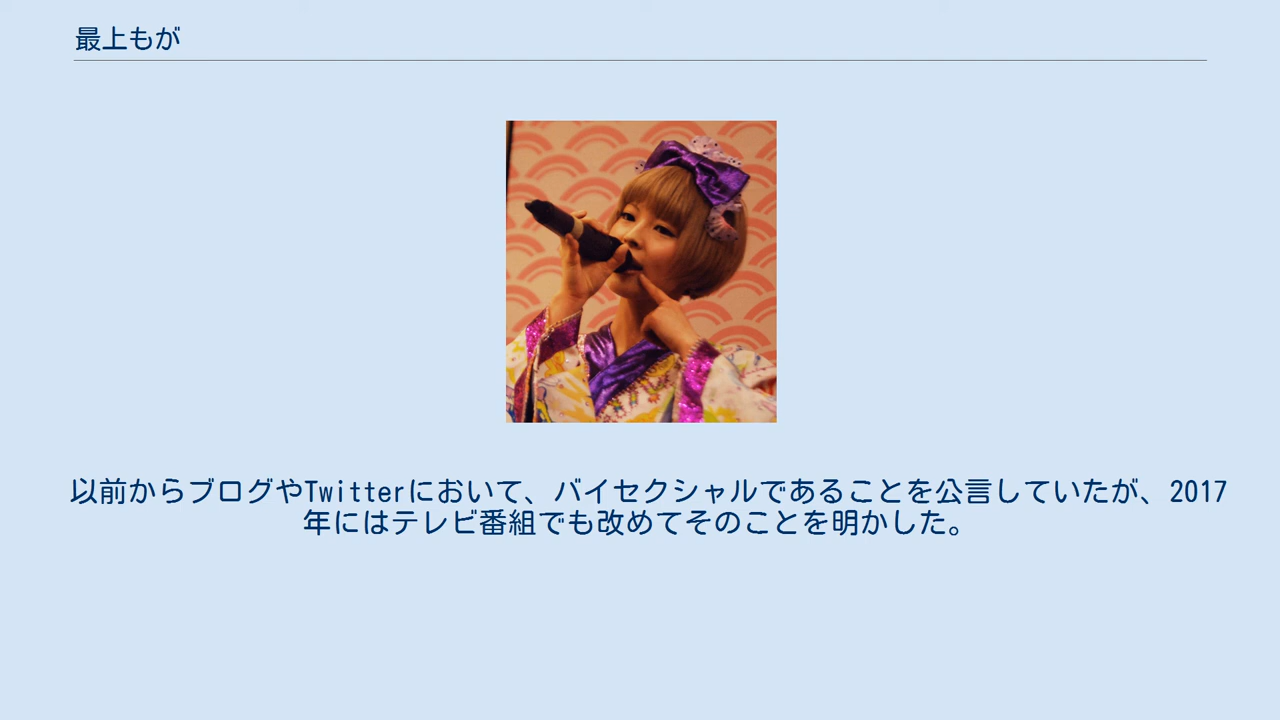 最上もが
以前からブログやTwitterにおいて、バイセクシャルであることを公言していたが、2017
年にはテレビ番組でも改めてそのことを明かした。